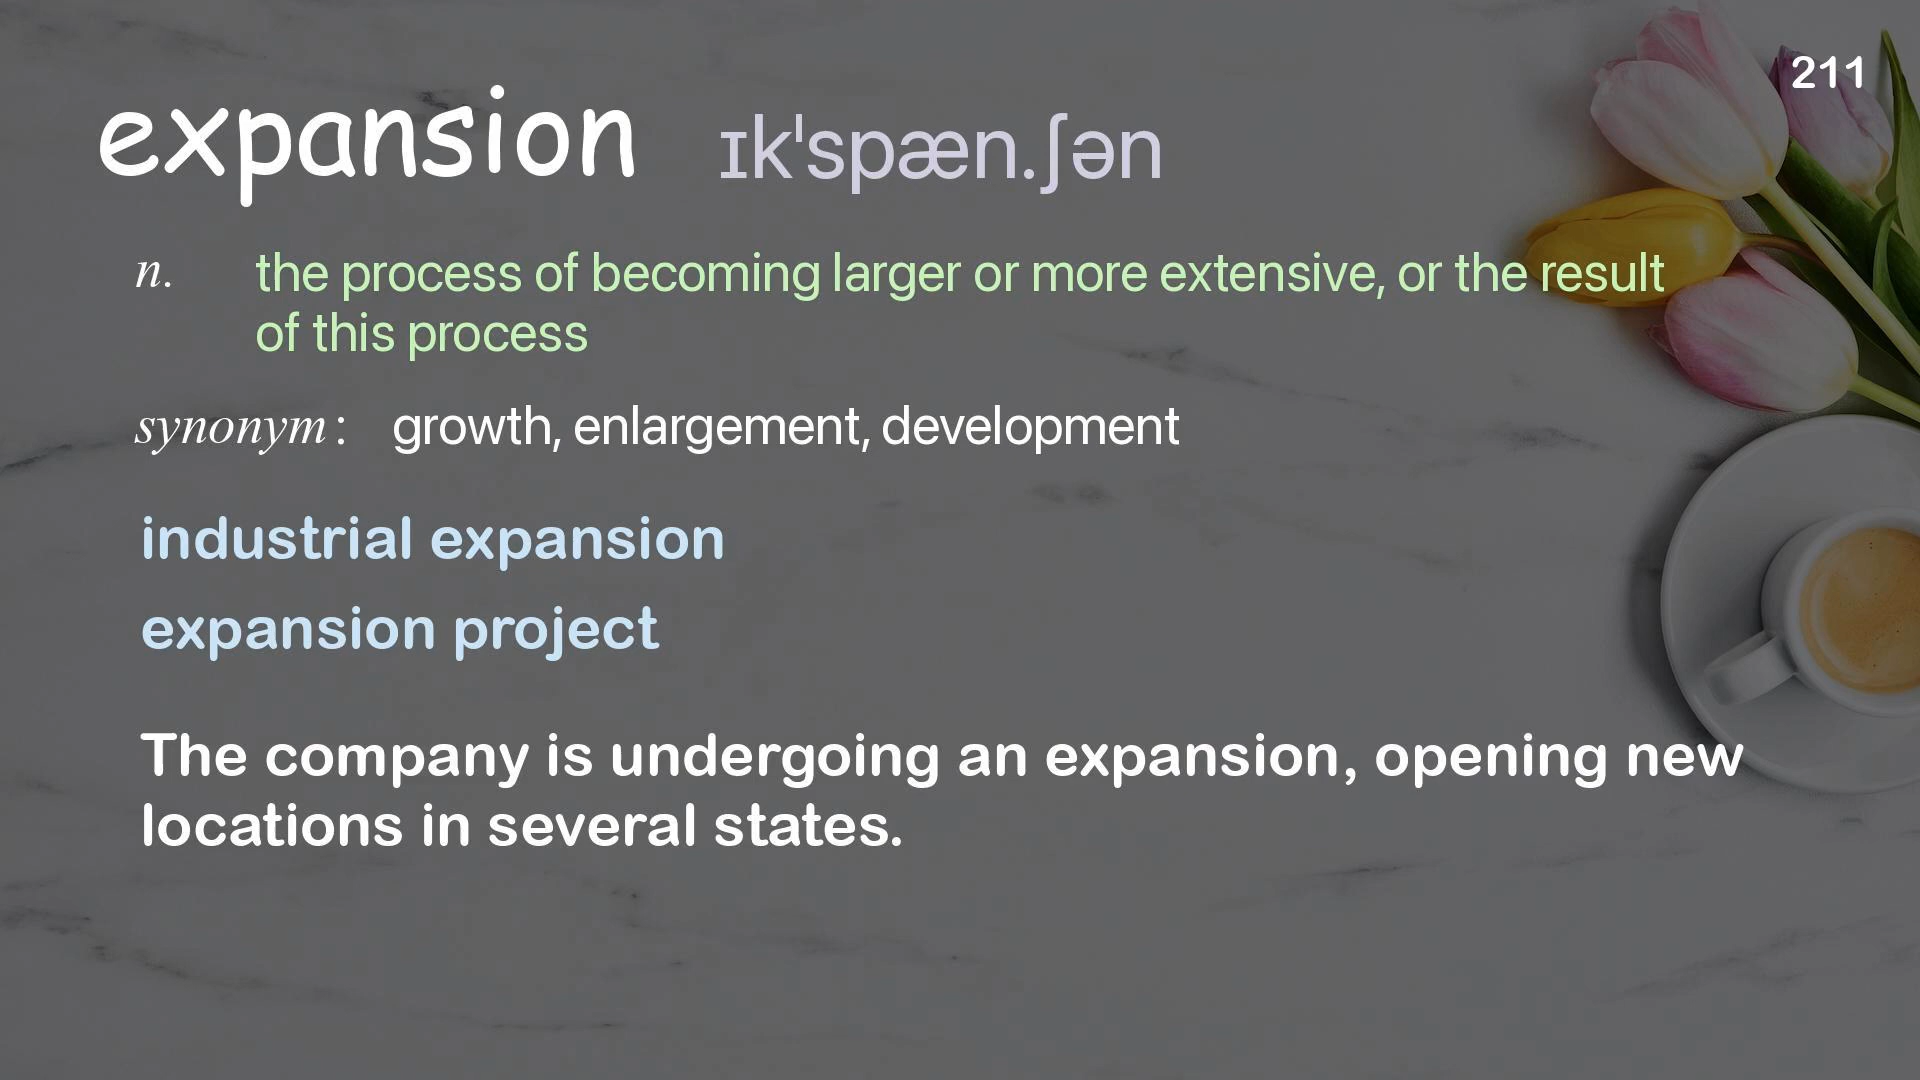 211
expansion ɪkˈspæn.ʃən
n. the process of becoming larger or more extensive, or the result
of this process
synonym : growth, enlargement, development
industrial expansion
expansion project
The company is undergoing an expansion, opening new
locations in several states.